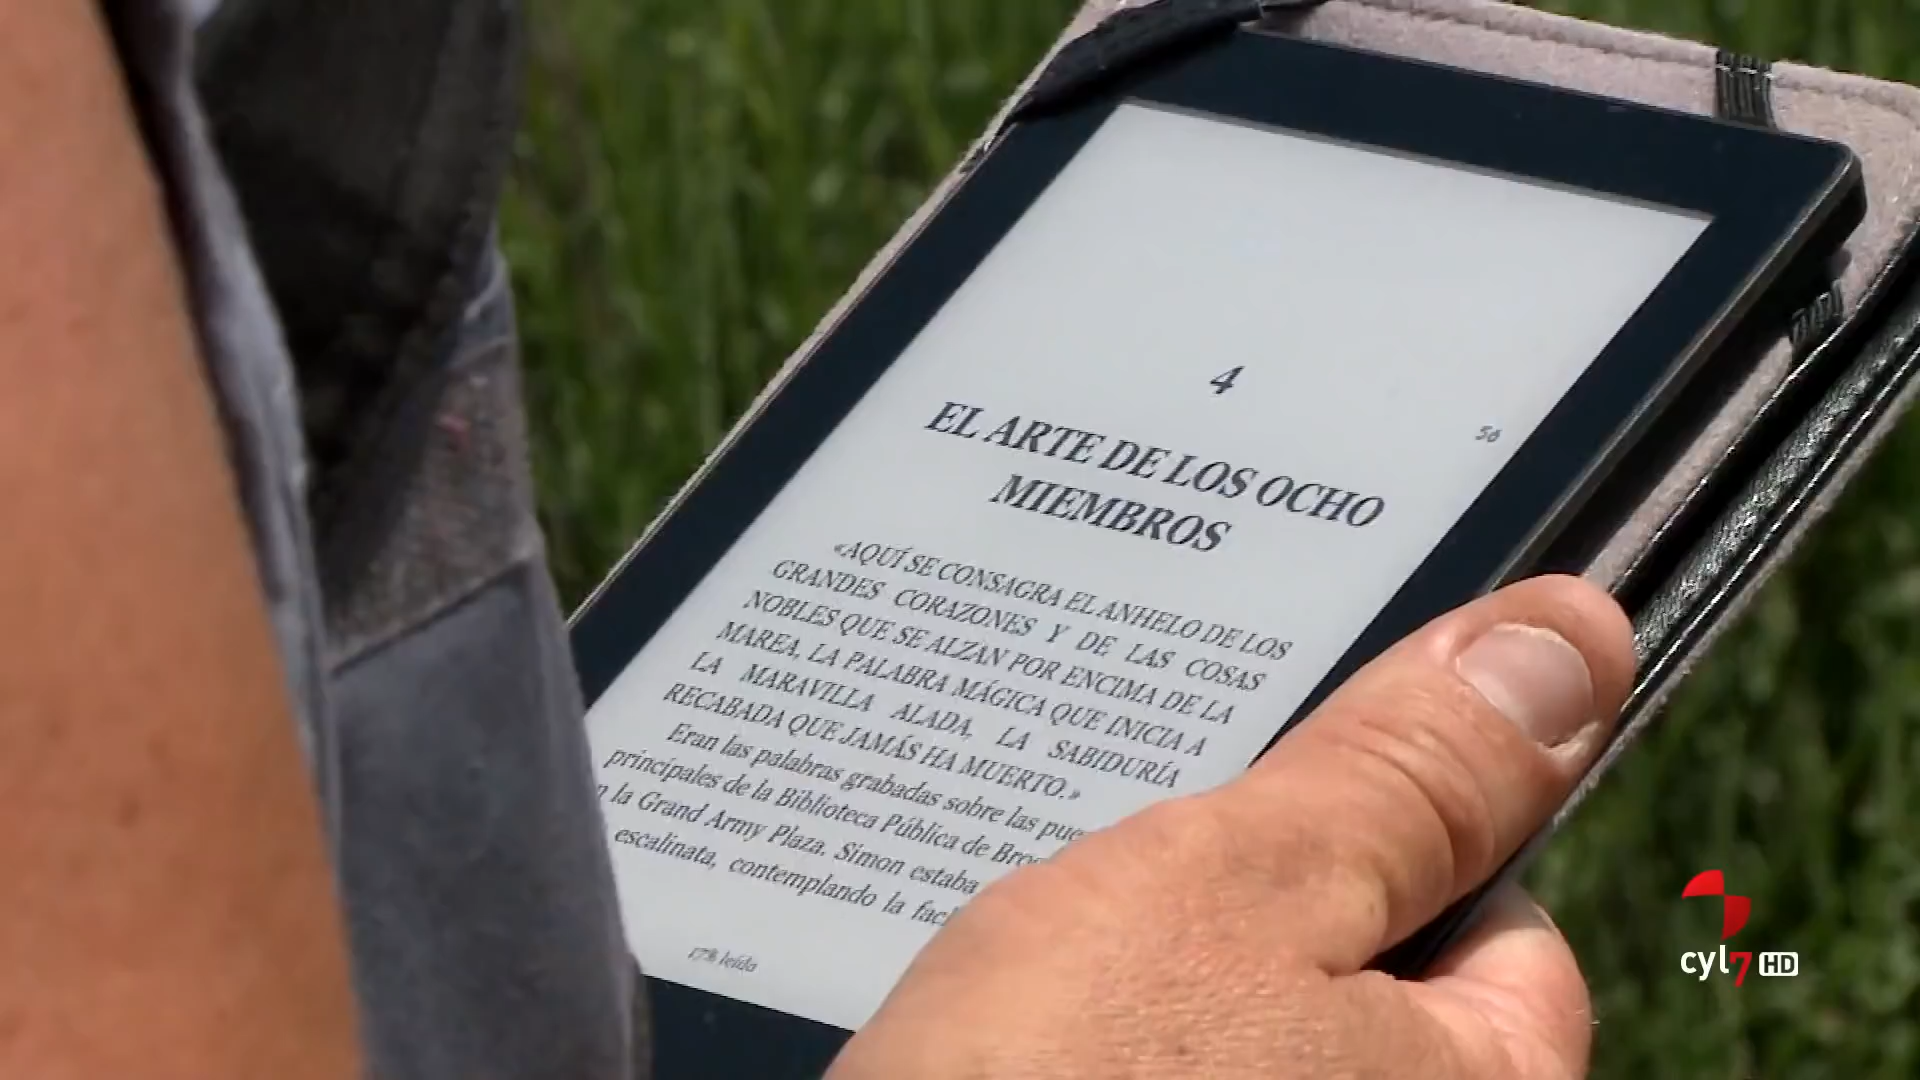 4
56
EL ARTE DE LOS OCHO
MIEMBROS
«AQUÍ SE CONSAGRA EL ANHELO DE LOS
GRANDES CORAZONES Y DE LAS COSAS
NOBLES QUE SE ALZAN POR ENCIMA DE LA
MAREA, LA PALABRA MÁGICA QUE INICIA A
LA MARAVILLA ALADA, LA SABIDURÍA
RECABADA QUE JAMÁS HA MUERTO.»
Eran las palabras grabadas sobre las
principales de la Biblioteca Pública de
la Grand Army Plaza. Simon estaba
escalinata, contemplando la
17% leído
cyl7 HD